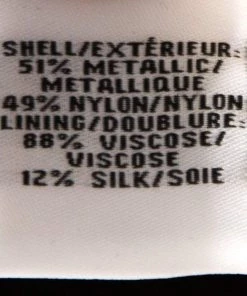 SHELL/EXTÉRIEUR:
51% METALLIC/
METALLIQUE
49% NYLON/NYLON
LINING/DOUBLURE:
88% VISCOSE/
VISCOSE
12% SILK/SOIE